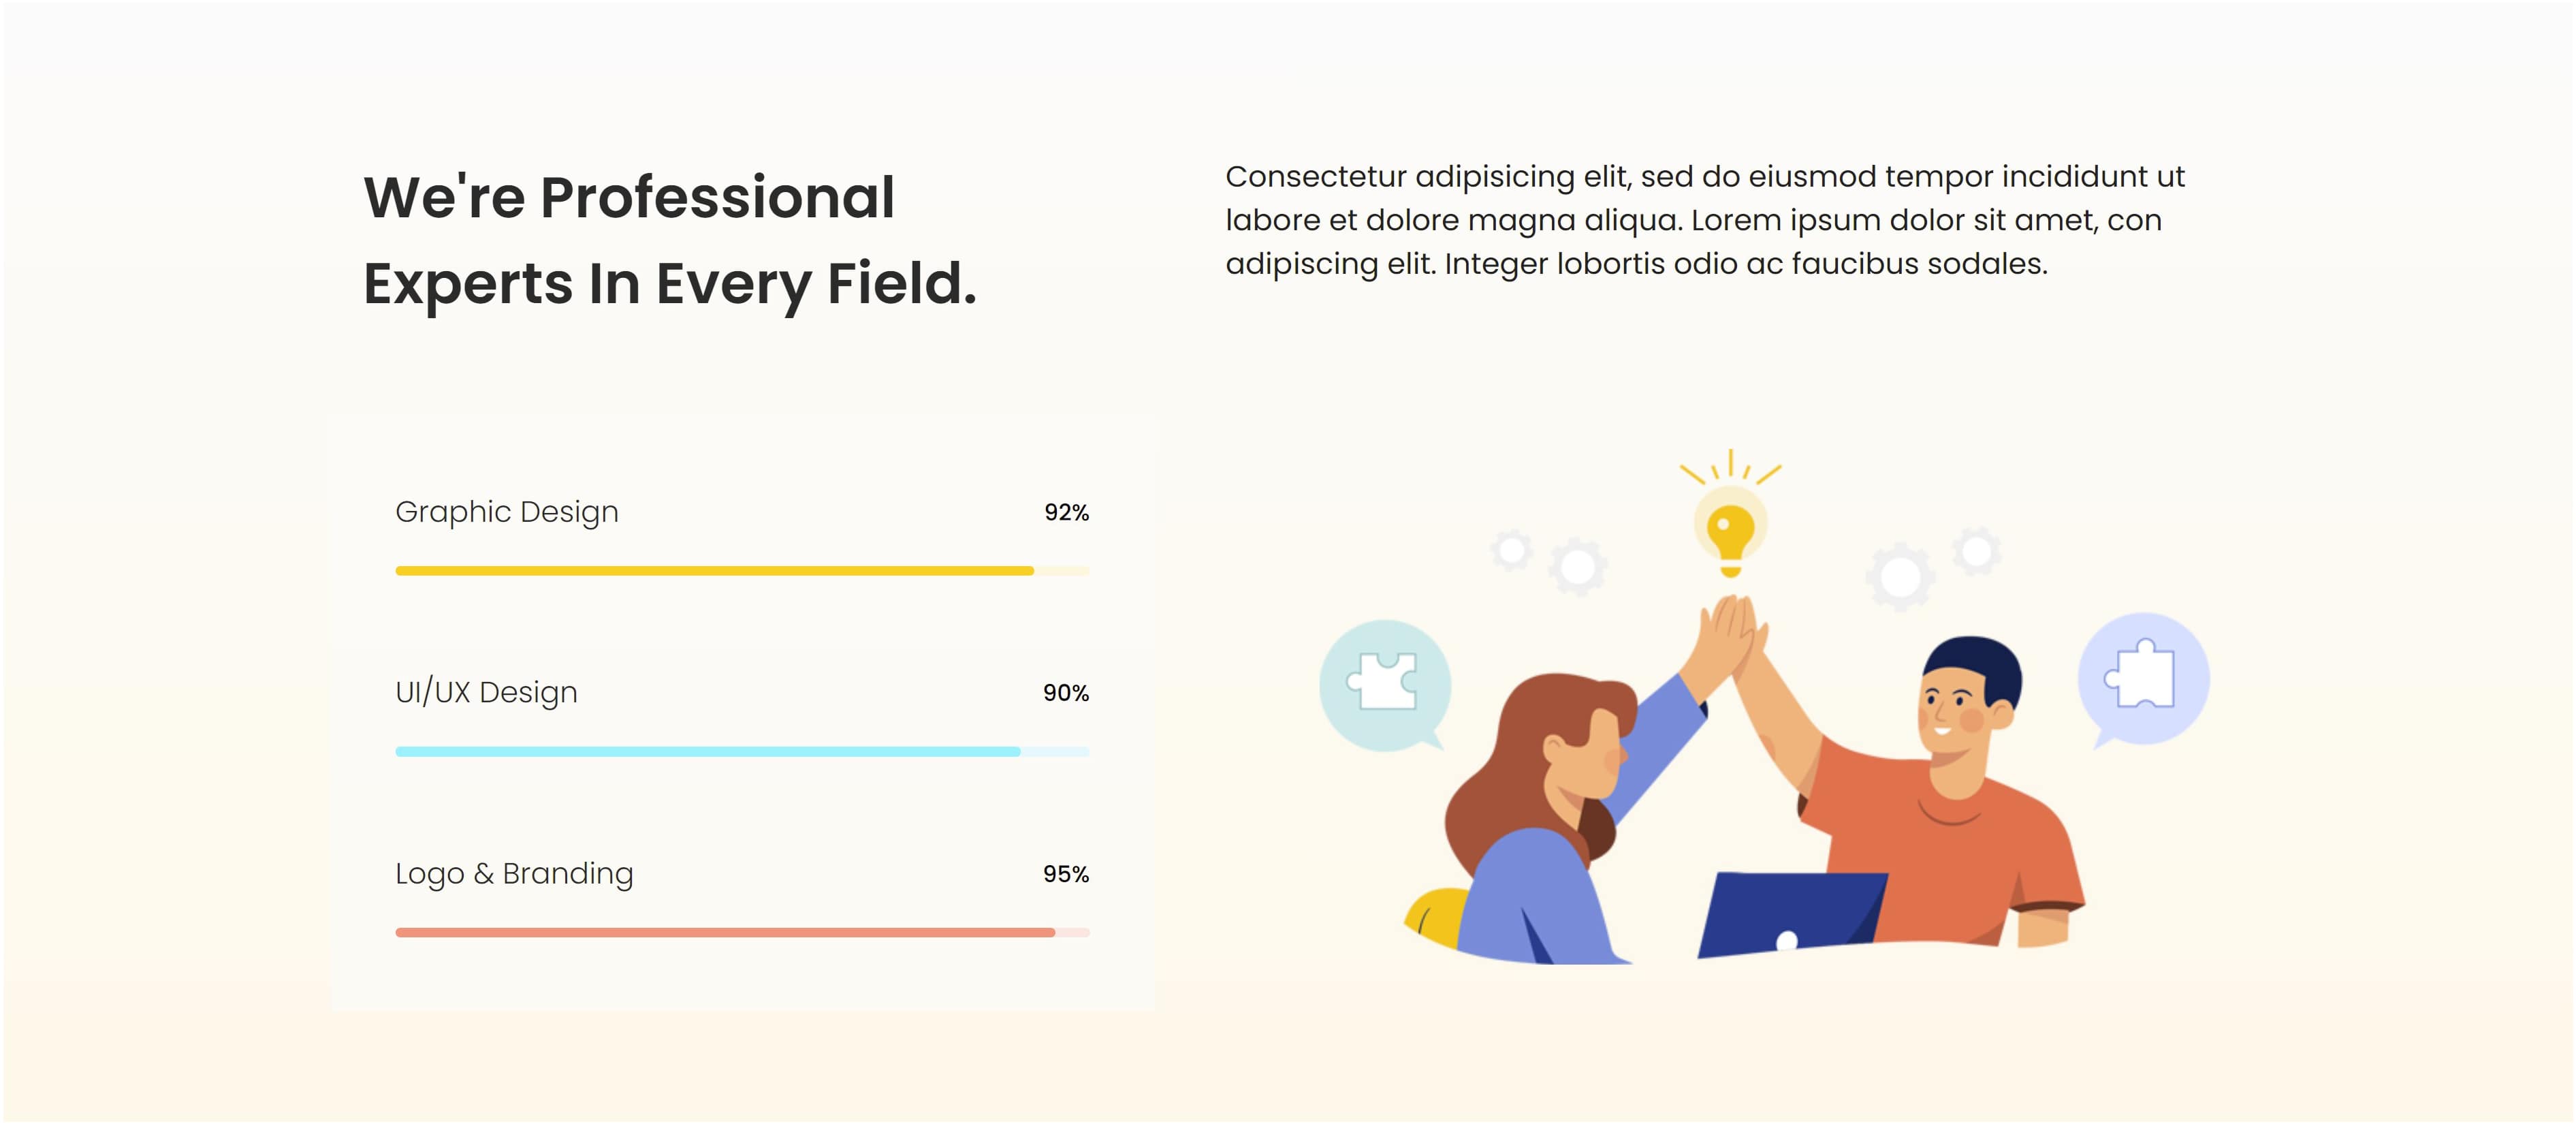 We're Professional
Experts In Every Field.
Consectetur adipisicing elit, sed do eiusmod tempor incididunt ut
labore et dolore magna aliqua. Lorem ipsum dolor sit amet, con
adipiscing elit. Integer lobortis odio ac faucibus sodales.
Graphic Design 92%
UI/UX Design 90%
Logo & Branding 95%